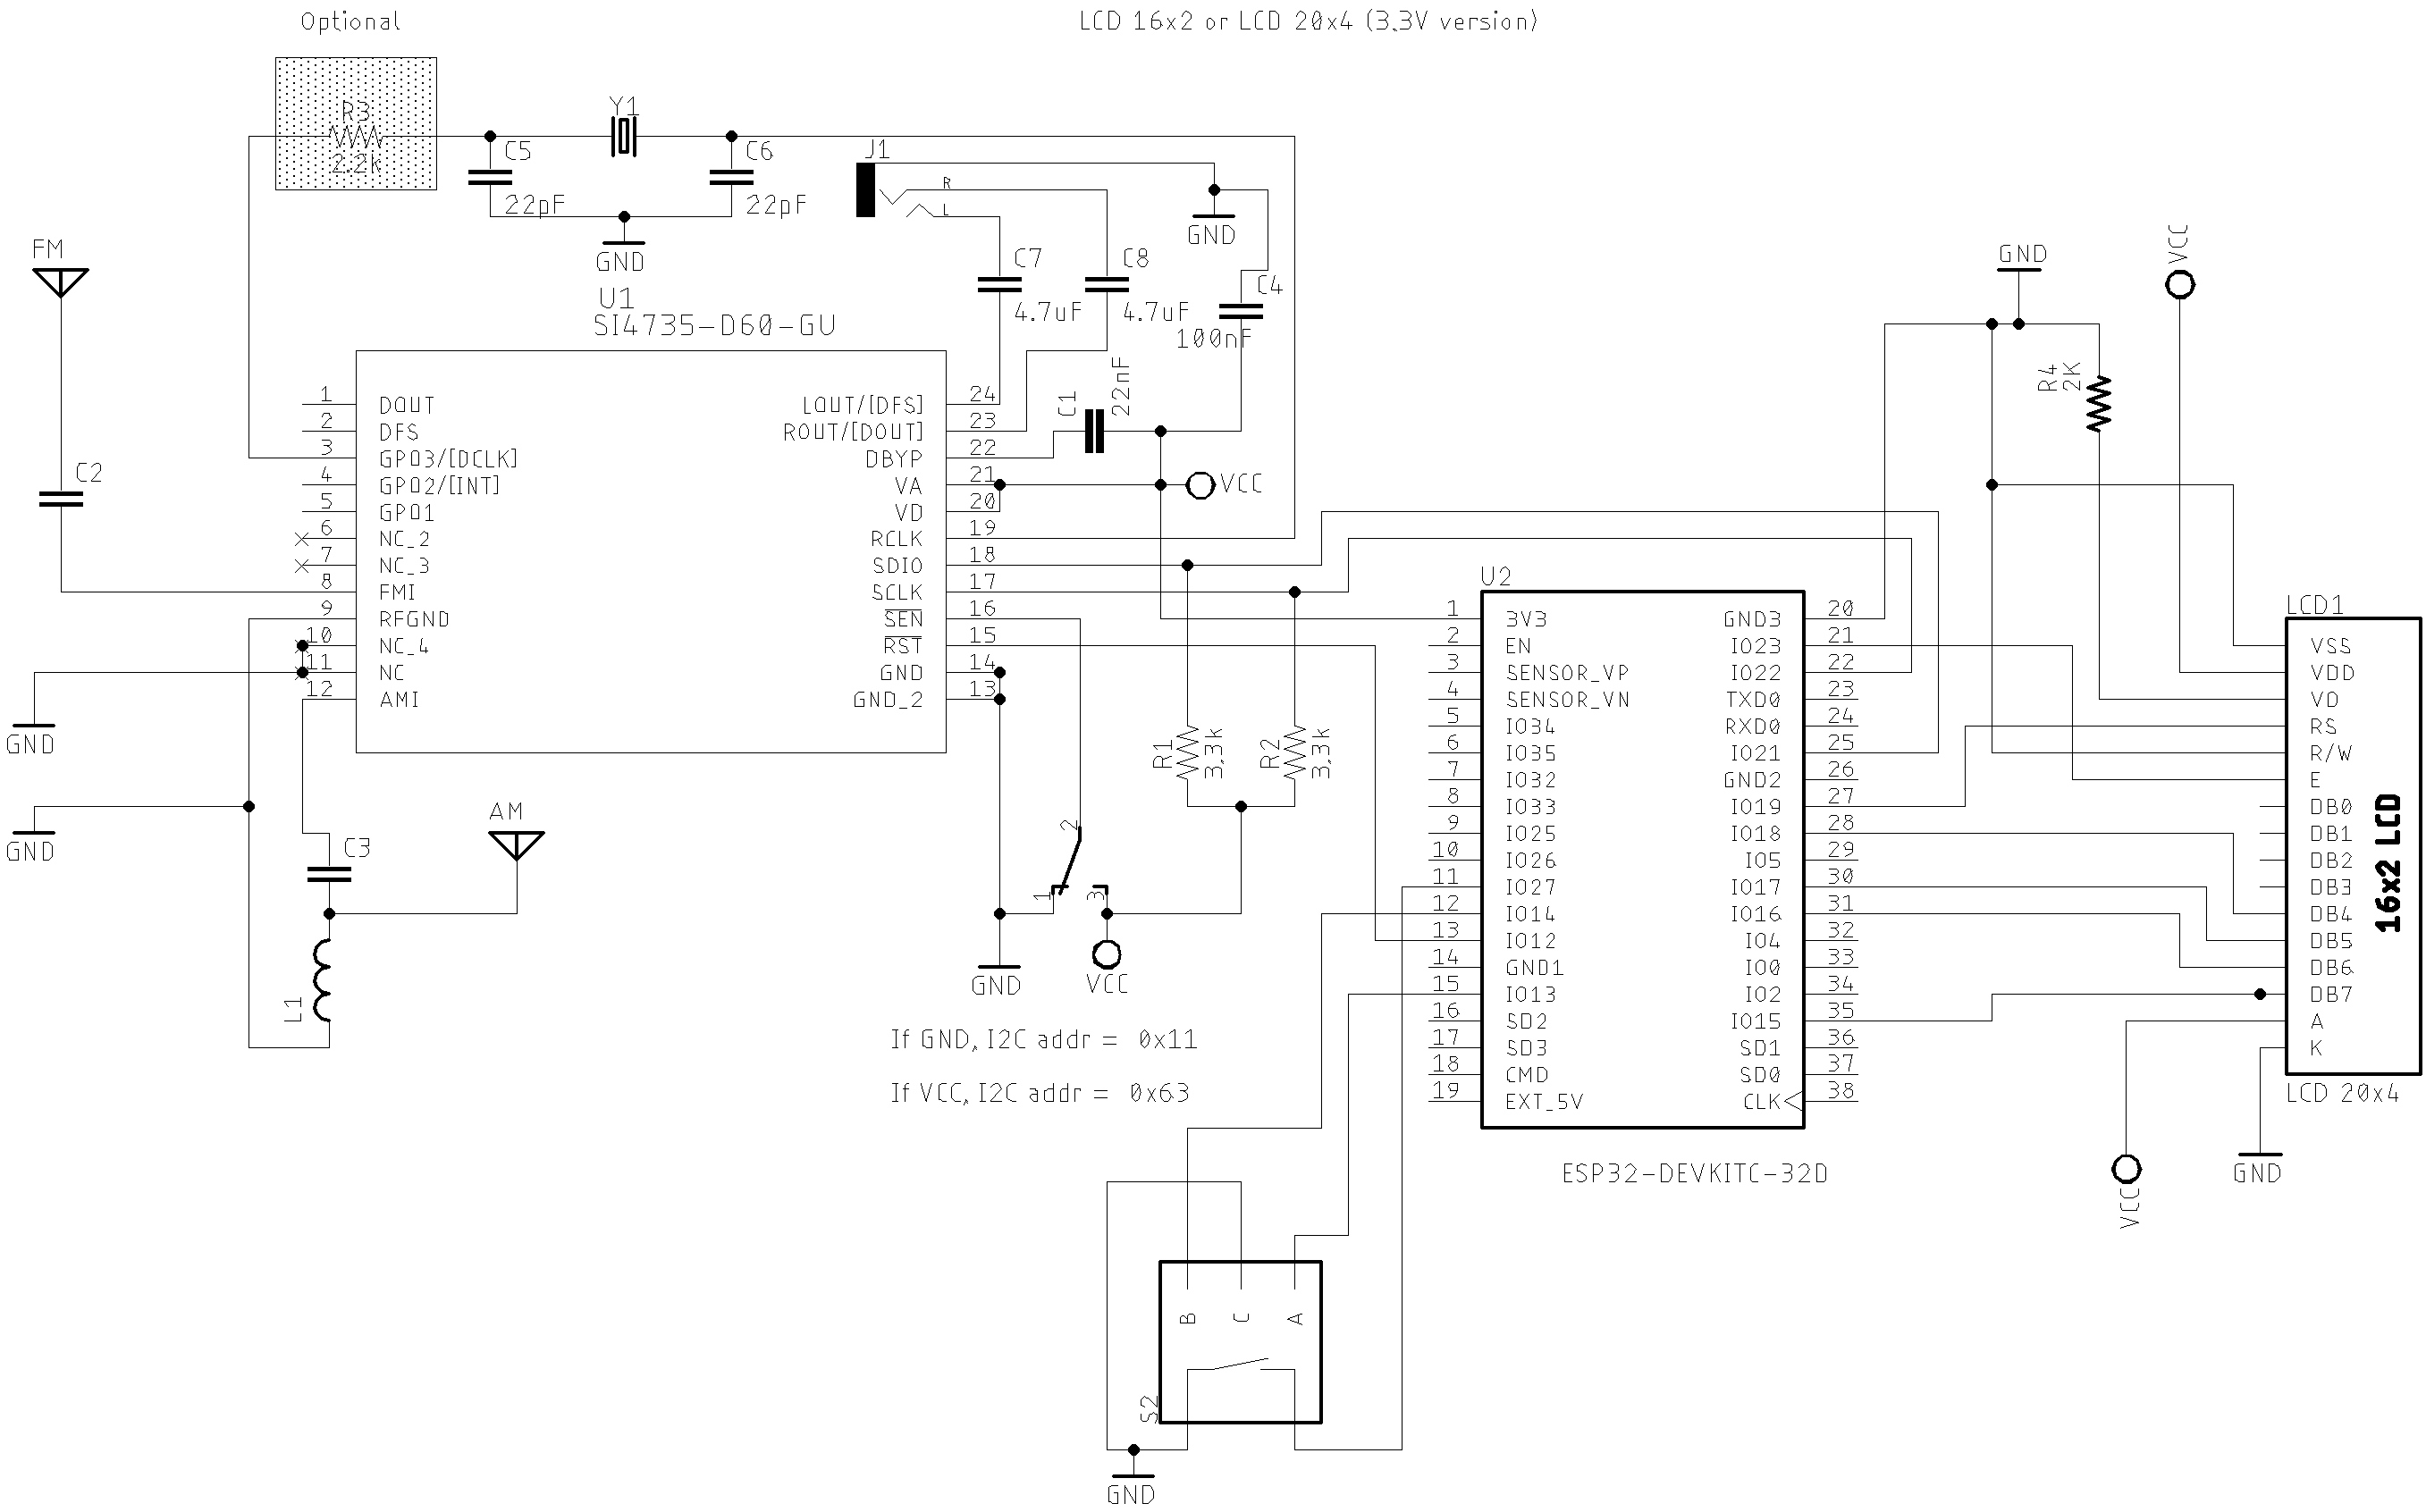 Optional
LCD 16x2 or LCD 20x4 (3.3V version)
R3
2.2k
C5
22pF
Y1
C6
22pF
GND
J1
R
L
GND
C7
4.7uF
C8
4.7uF
C4
100nF
FM
C2
U1
SI4735-D60-GU
1 DOUT
2 DFS
3 GPO3/[DCLK]
4 GPO2/[INT]
5 GPO1
6 NC_2
7 NC_3
8 FMI
9 RFGND
10 NC_4
11 NC
12 AMI
LOUT/[DFS] 24
ROUT/[DOUT] 23
DBYP 22
VA 21
VD 20
RCLK 19
SDIO 18
SCLK 17
SEN 16
RST 15
GND 14
GND_2 13
C1
22nF
VCC
GND
GND
C3
AM
L1
R1
3.3k
R2
3.3k
2
1
3
GND
VCC
If GND, I2C addr = 0x11
If VCC, I2C addr = 0x63
U2
1 3V3
2 EN
3 SENSOR_VP
4 SENSOR_VN
5 IO34
6 IO35
7 IO32
8 IO33
9 IO25
10 IO26
11 IO27
12 IO14
13 IO12
14 GND1
15 IO13
16 SD2
17 SD3
18 CMD
19 EXT_5V
GND3 20
IO23 21
IO22 22
TXD0 23
RXD0 24
IO21 25
GND2 26
IO19 27
IO18 28
IO5 29
IO17 30
IO16 31
IO4 32
IO0 33
IO2 34
IO15 35
SD1 36
SD0 37
CLK 38
ESP32-DEVKITC-32D
GND
R4
2K
VCC
LCD1
VSS
VDD
VO
RS
R/W
E
DB0
DB1
DB2
DB3
DB4
DB5
DB6
DB7
A
K
16x2 LCD
LCD 20x4
VCC
GND
B
C
A
S2
GND